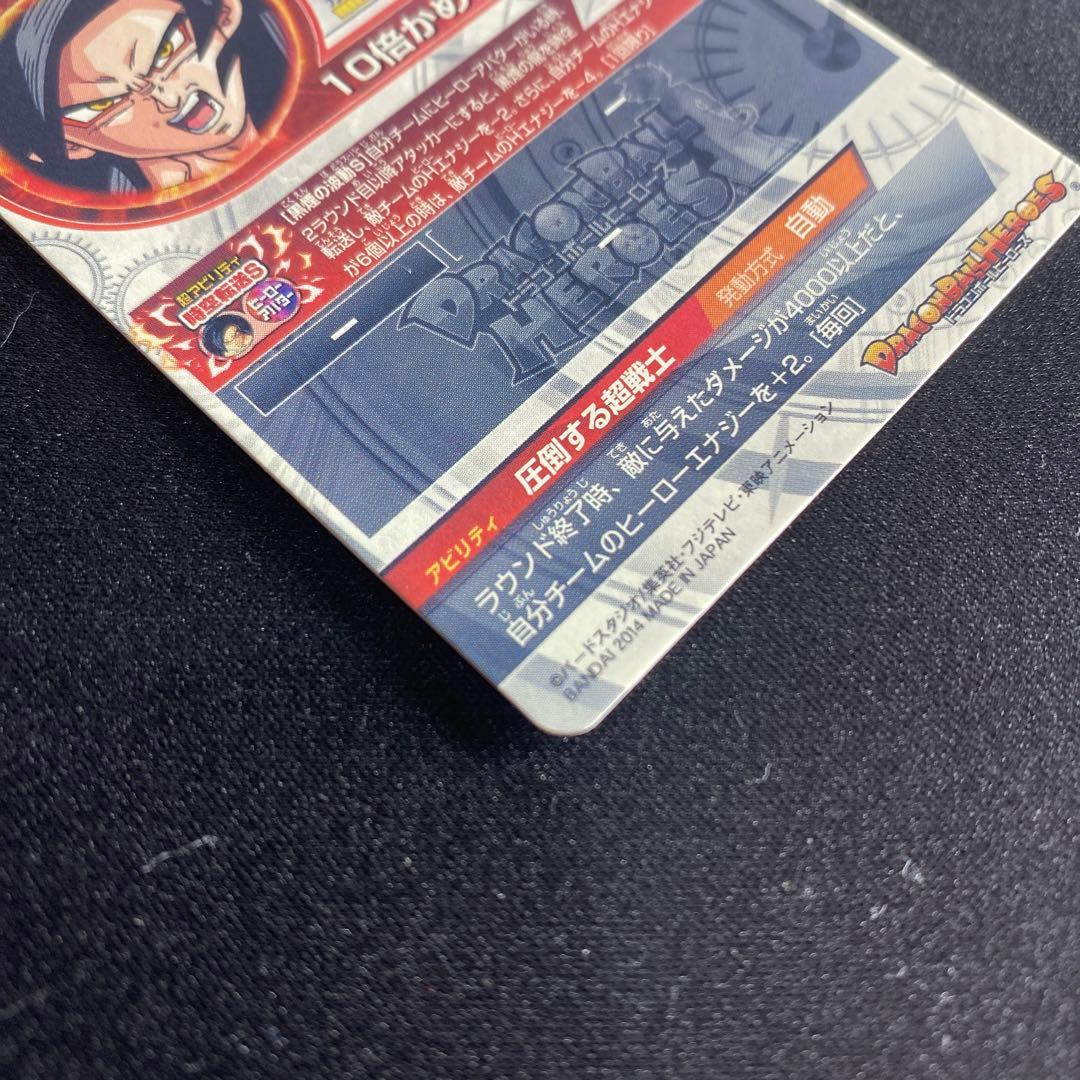 10倍かめ
超アビリティ
時空転送S
ヒーローアバター
[黒煙の波動S]自分チームにヒーローアバターがいる時、
2ラウンド目以降アタッカーにすると、黒煙の波を時空
転送し、敵チームのHエナジーを-2。さらに、自分チームのHエナジー
が6個以上の時は、敵チームのHエナジーを-4。(1回限り)
DRAGONBALL
ドラゴンボールヒーローズ
HEROES
アビリティ 圧倒する超戦士 発動方式 自動
ラウンド終了時、敵に与えたダメージが4000以上だと、
自分チームのヒーローエナジーを+2。[毎回]
DRAGONBALL HEROES
ドラゴンボールヒーローズ
©バードスタジオ/集英社・フジテレビ・東映アニメーション
BANDAI 2014 MADE IN JAPAN